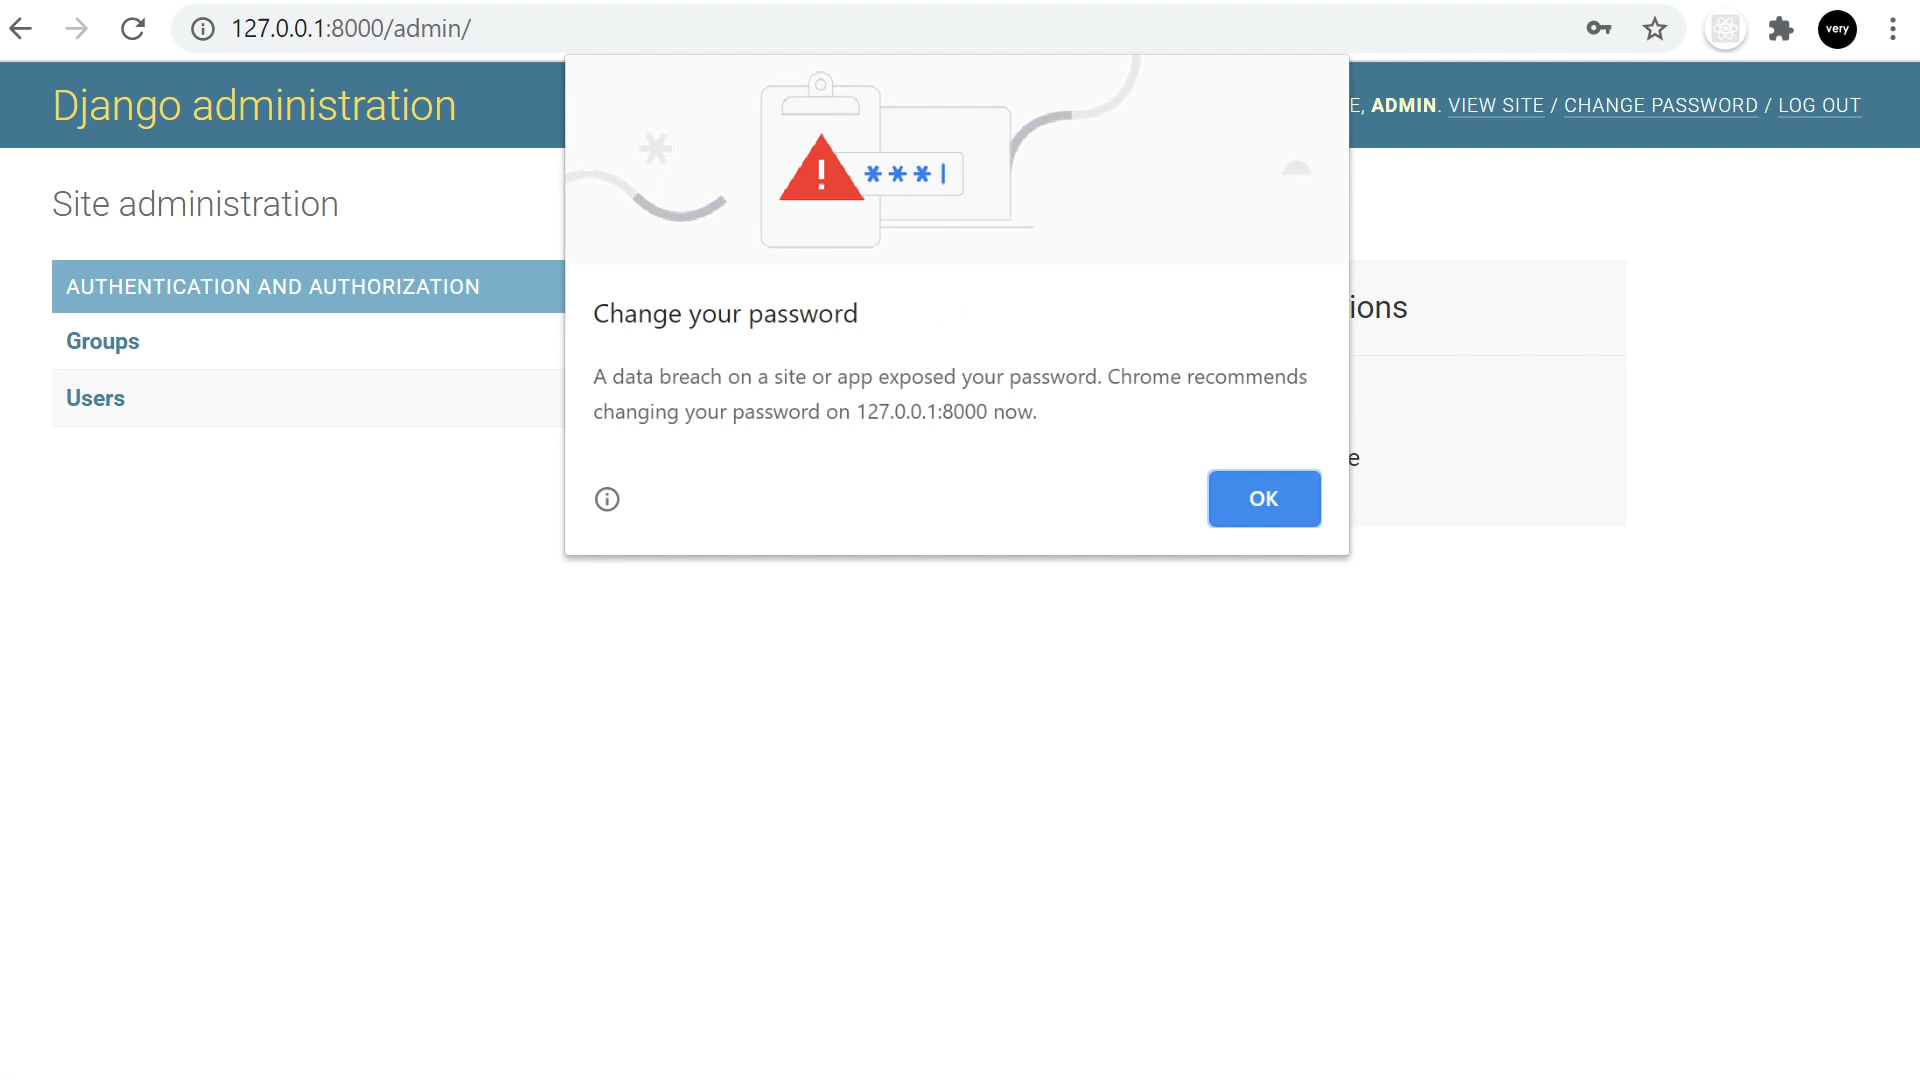 127.0.0.1:8000/admin/
very
Django administration
E, ADMIN. VIEW SITE / CHANGE PASSWORD / LOG OUT
***|
Site administration
AUTHENTICATION AND AUTHORIZATION
Groups
Users
Change your password
A data breach on a site or app exposed your password. Chrome recommends
changing your password on 127.0.0.1:8000 now.
OK
ions
e